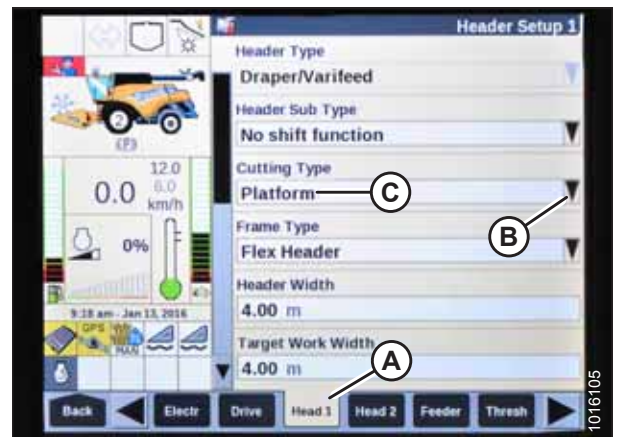 Header Setup 1
Header Type
Draper/Varifeed
Header Sub Type
No shift function
Cutting Type
Platform
C
B
Frame Type
Flex Header
Header Width
4.00 m
Target Work Width
4.00 m
A
2
(P)
12.0
0.0
6.0
km/h
0%
9:18 am - Jan 13, 2016
GPS
MAN
Back
Electr
Drive
Head 1
Head 2
Feeder
Thresh
1016105